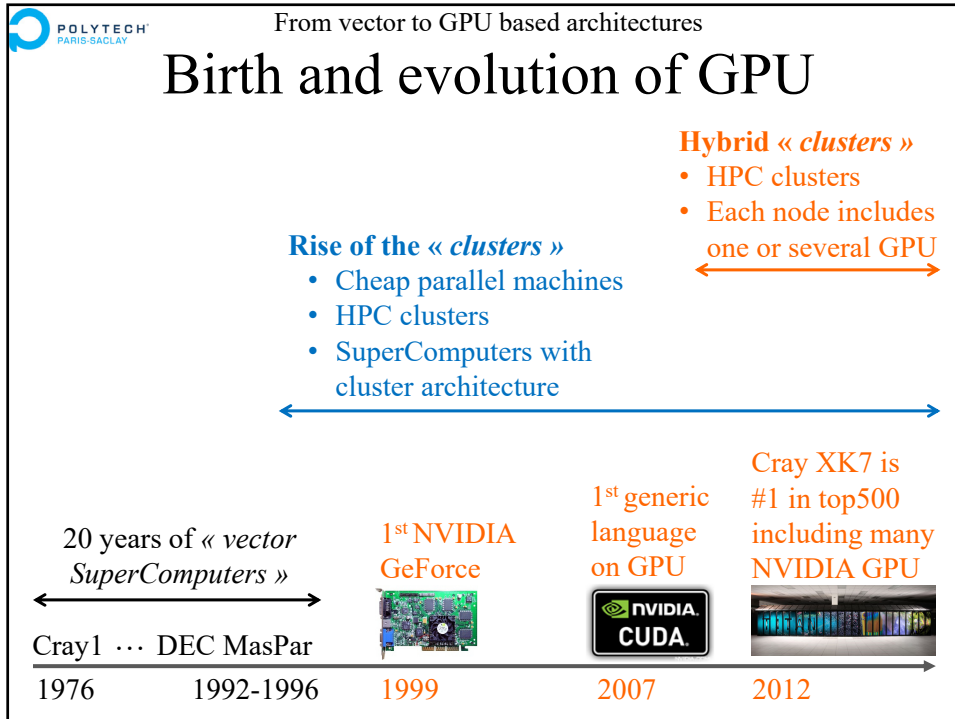 POLYTECH
PARIS-SACLAY
From vector to GPU based architectures
Birth and evolution of GPU
Hybrid « clusters »
• HPC clusters
• Each node includes
one or several GPU
Rise of the « clusters »
• Cheap parallel machines
• HPC clusters
• SuperComputers with
cluster architecture
20 years of « vector
SuperComputers »
1st NVIDIA
GeForce
1st generic
language
on GPU
Cray XK7 is
#1 in top500
including many
NVIDIA GPU
NVIDIA.
CUDA.
Cray1 ⋯ DEC MasPar
1976
1992-1996
1999
2007
2012